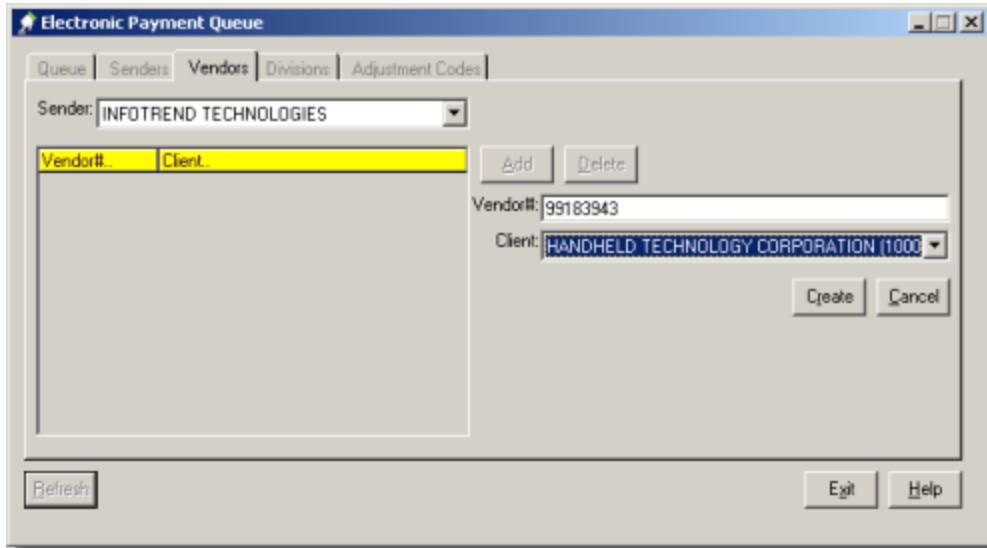 Electronic Payment Queue
Queue Senders Vendors Divisions Adjustment Codes
Sender: INFOTREND TECHNOLOGIES
Vendor#.. Client..
Add Delete
Vendor#: 99183943
Client: HANDHELD TECHNOLOGY CORPORATION (1000
Create Cancel
Refresh Exit Help